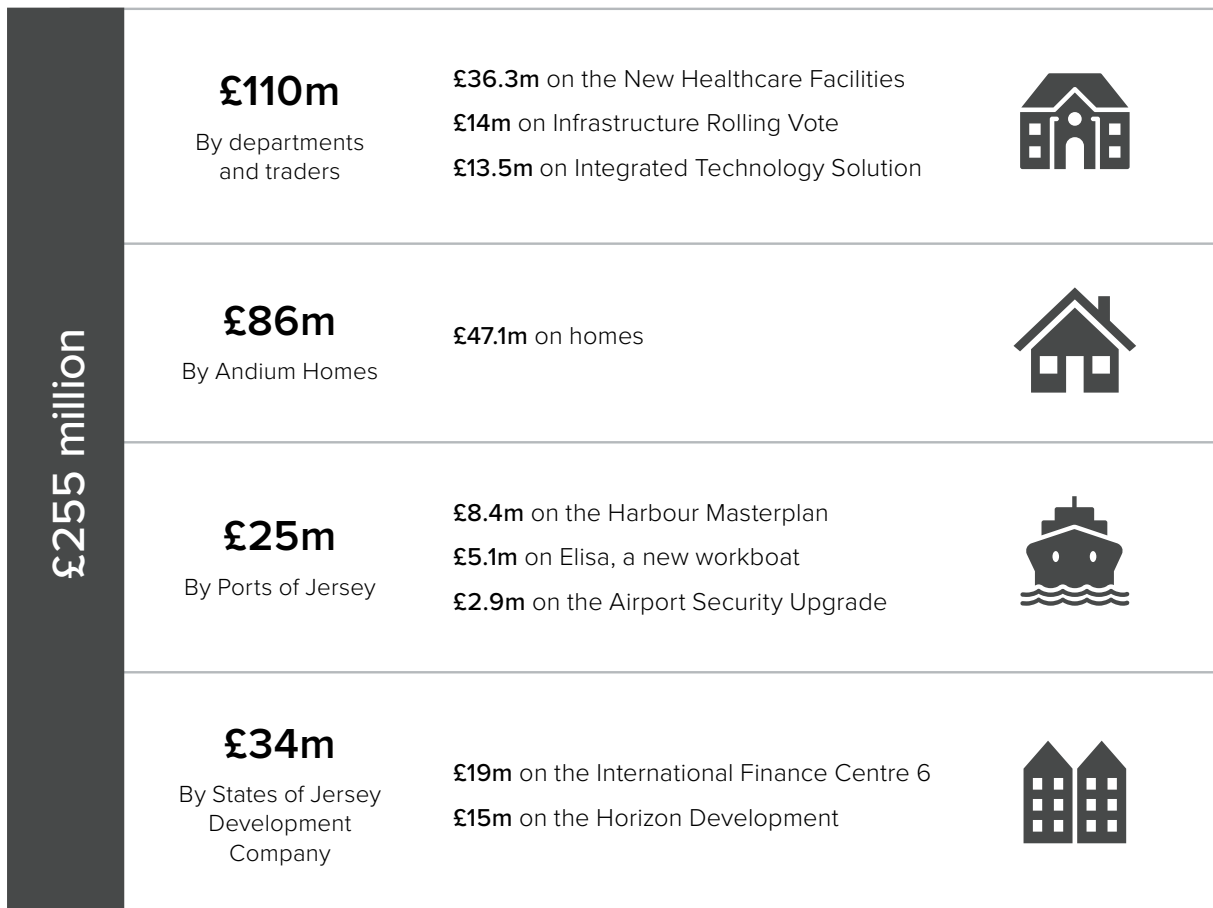 £255 million
£110m
By departments
and traders
£36.3m on the New Healthcare Facilities
£14m on Infrastructure Rolling Vote
£13.5m on Integrated Technology Solution
£86m
By Andium Homes
£47.1m on homes
£25m
By Ports of Jersey
£8.4m on the Harbour Masterplan
£5.1m on Elisa, a new workboat
£2.9m on the Airport Security Upgrade
£34m
By States of Jersey
Development
Company
£19m on the International Finance Centre 6
£15m on the Horizon Development